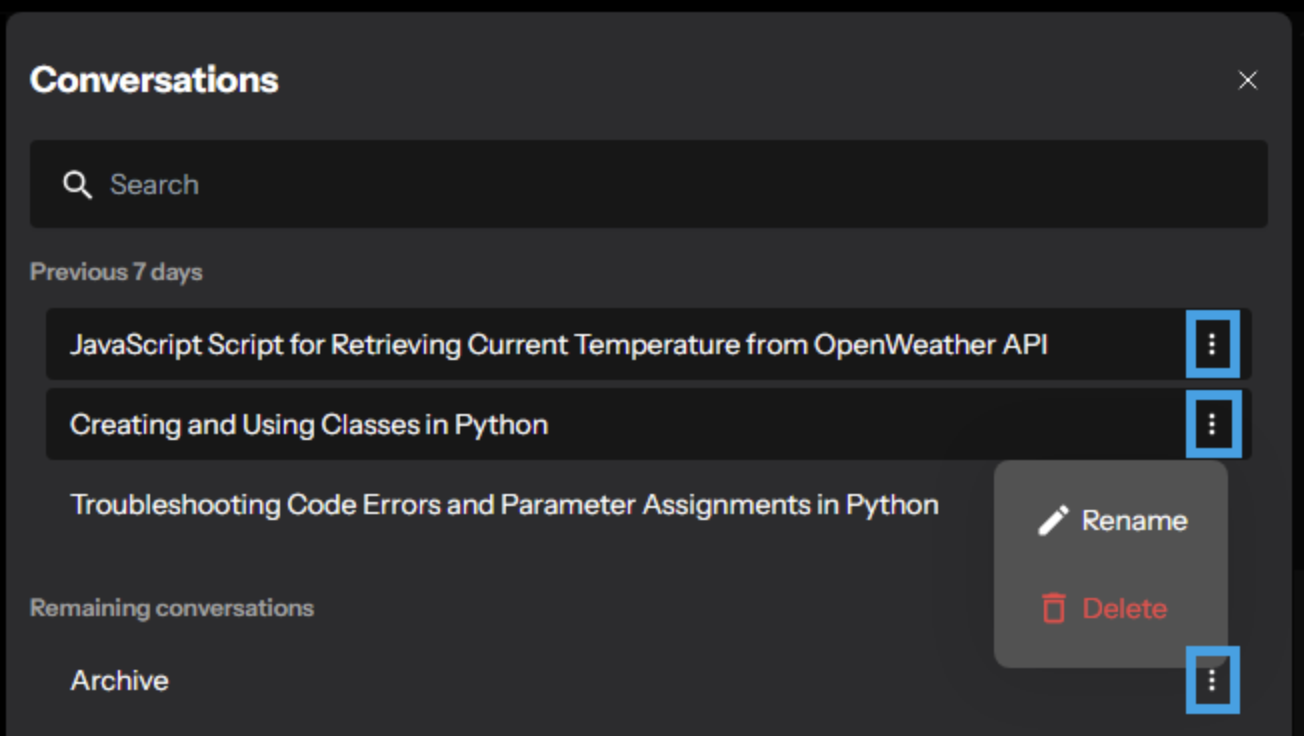 Conversations
Search
Previous 7 days
JavaScript Script for Retrieving Current Temperature from OpenWeather API
Creating and Using Classes in Python
Troubleshooting Code Errors and Parameter Assignments in Python
Rename
Delete
Remaining conversations
Archive